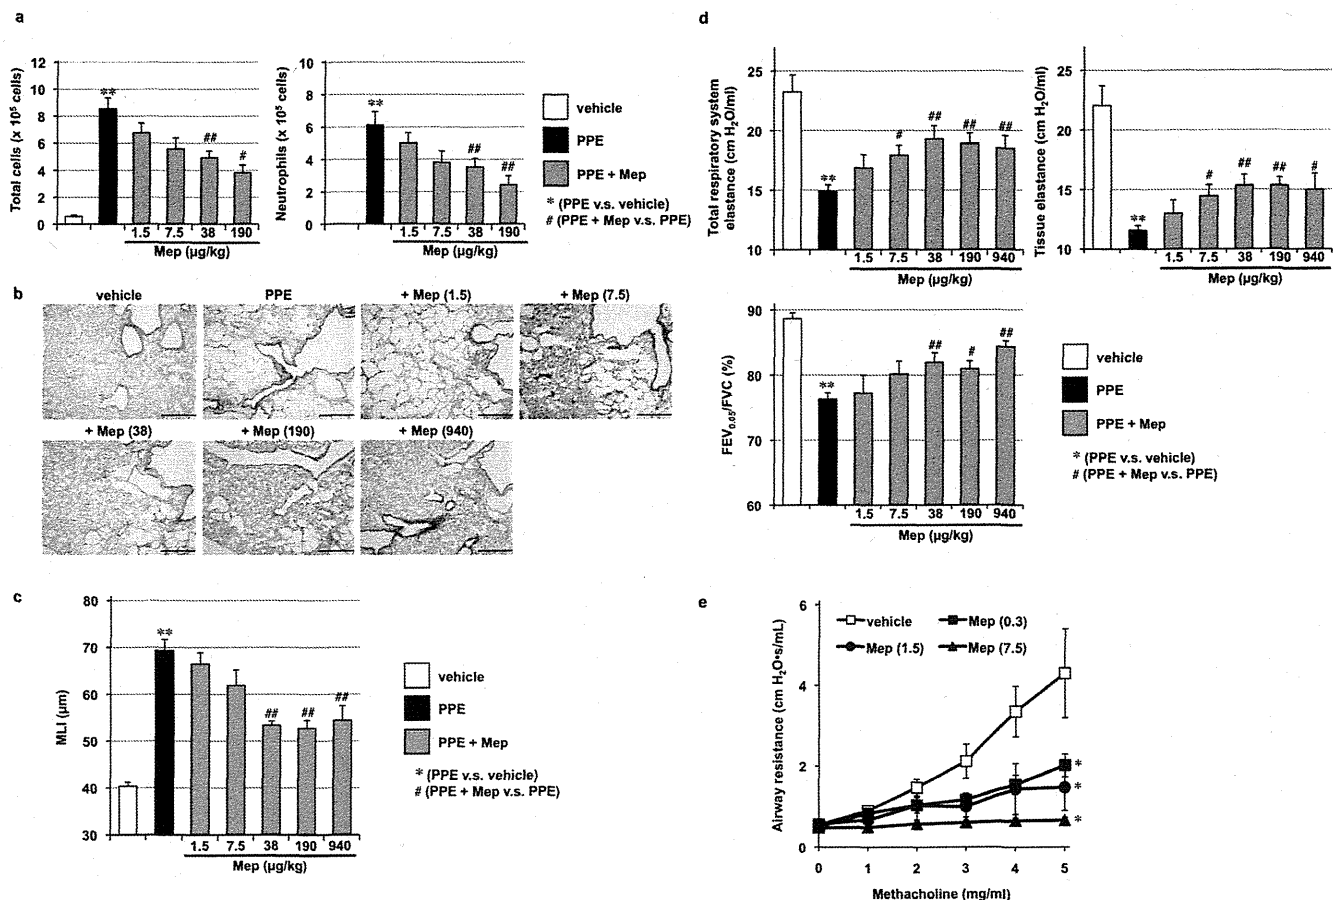 a
Total cells (x 10⁵ cells)
12
10
8
6
4
2
0
**
##
#
1.5 7.5 38 190
Mep (μg/kg)
Neutrophils (x 10⁵ cells)
10
8
6
4
2
0
**
##
##
1.5 7.5 38 190
Mep (μg/kg)
vehicle
PPE
PPE + Mep
* (PPE v.s. vehicle)
# (PPE + Mep v.s. PPE)
b
vehicle
PPE
+ Mep (1.5)
+ Mep (7.5)
+ Mep (38)
+ Mep (190)
+ Mep (940)
c
MLI (μm)
80
70
60
50
40
30
**
##
##
##
1.5 7.5 38 190 940
Mep (μg/kg)
vehicle
PPE
PPE + Mep
* (PPE v.s. vehicle)
# (PPE + Mep v.s. PPE)
d
Total respiratory system
elastance (cm H₂O/ml)
25
20
15
10
**
#
##
##
##
1.5 7.5 38 190 940
Mep (μg/kg)
Tissue elastance (cm H₂O/ml)
25
20
15
10
**
#
##
##
#
1.5 7.5 38 190 940
Mep (μg/kg)
FEV₀.₀₅/FVC (%)
90
80
70
60
**
##
#
##
1.5 7.5 38 190 940
Mep (μg/kg)
vehicle
PPE
PPE + Mep
* (PPE v.s. vehicle)
# (PPE + Mep v.s. PPE)
e
Airway resistance (cm H₂O•s/mL)
6
4
2
0
vehicle
Mep (0.3)
Mep (1.5)
Mep (7.5)
*
*
*
0 1 2 3 4 5
Methacholine (mg/ml)